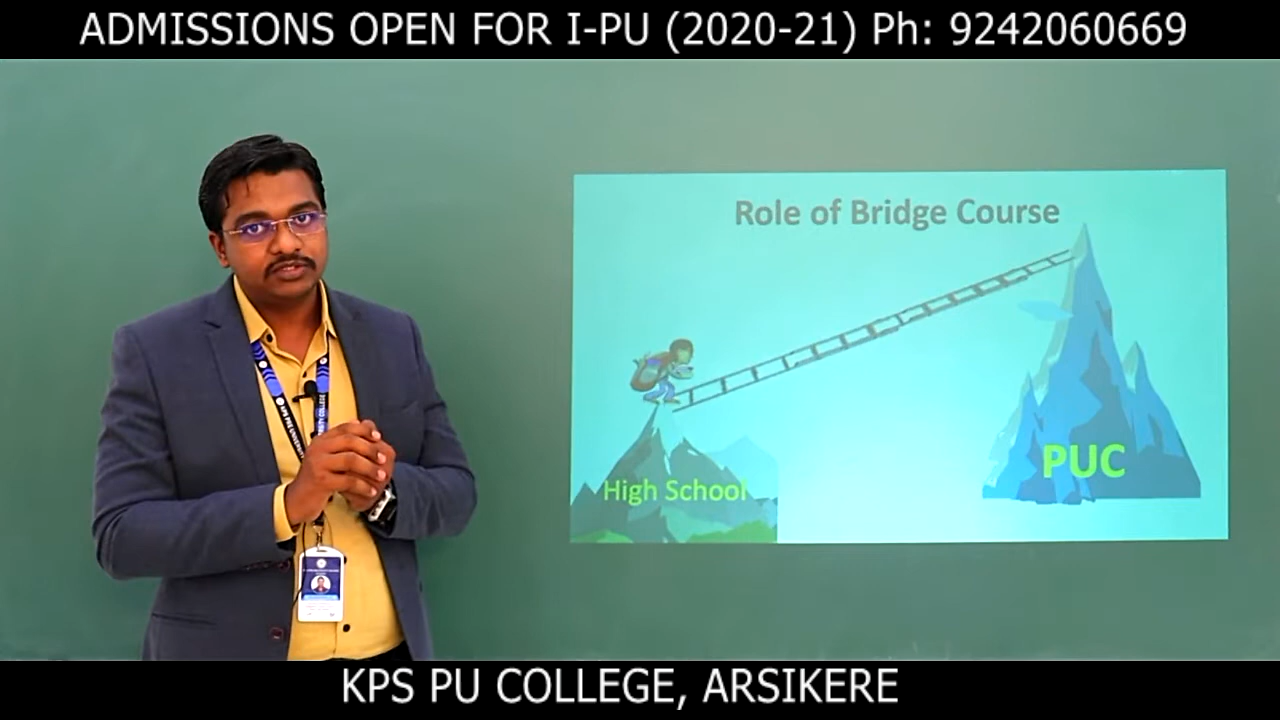 ADMISSIONS OPEN FOR I-PU (2020-21) Ph: 9242060669
Role of Bridge Course
High School
PUC
KPS PU COLLEGE, ARSIKERE